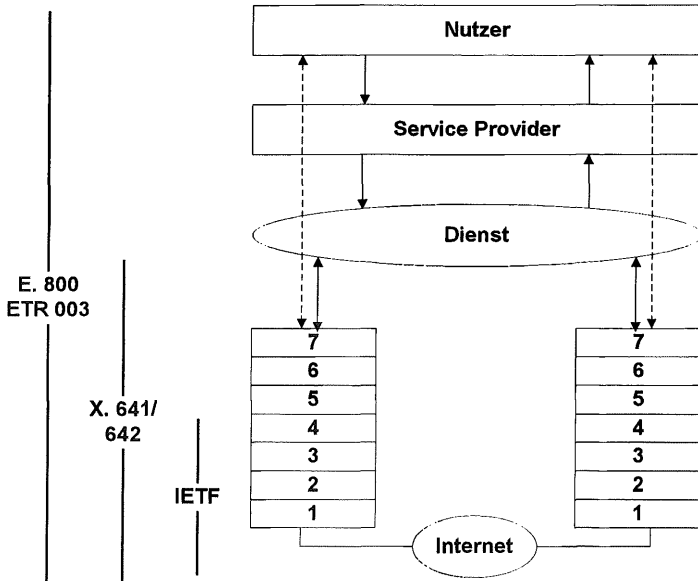 Nutzer
Service Provider
Dienst
E. 800
ETR 003
X. 641/
642
IETF
7
6
5
4
3
2
1
7
6
5
4
3
2
1
Internet